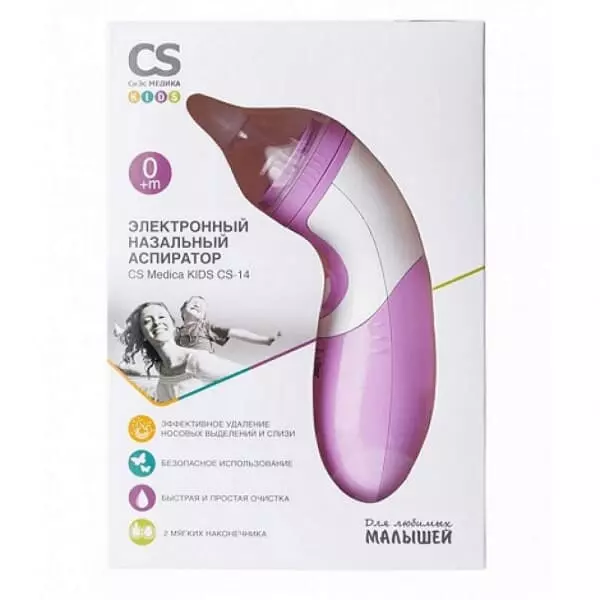 CS
СиЭс МЕДИКА
KIDS
0
+m
ЭЛЕКТРОННЫЙ
НАЗАЛЬНЫЙ
АСПИРАТОР
CS Medica KIDS CS-14
ЭФФЕКТИВНОЕ УДАЛЕНИЕ
НОСОВЫХ ВЫДЕЛЕНИЙ И СЛИЗИ
БЕЗОПАСНОЕ ИСПОЛЬЗОВАНИЕ
БЫСТРАЯ И ПРОСТАЯ ОЧИСТКА
2 МЯГКИХ НАКОНЕЧНИКА
Для любимых
МАЛЫШЕЙ